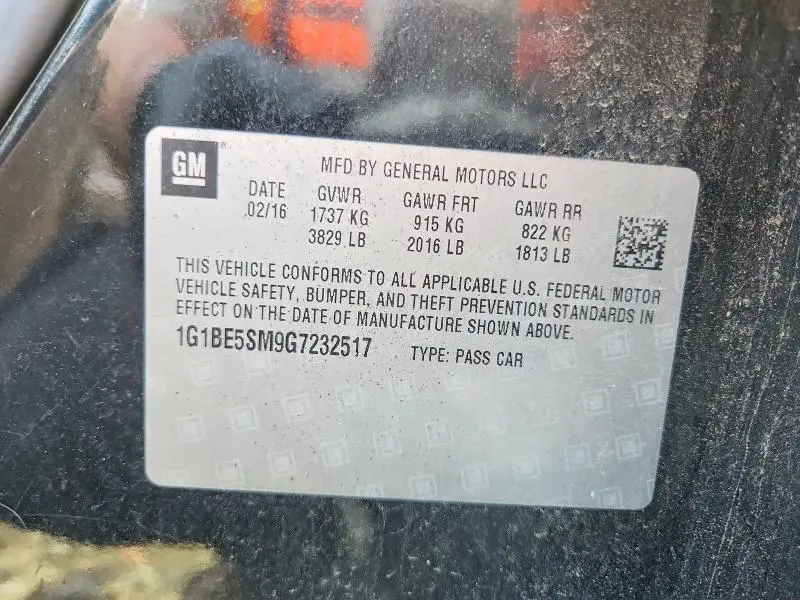 GM
MFD BY GENERAL MOTORS LLC
DATE GVWR GAWR FRT GAWR RR
02/16 1737 KG 915 KG 822 KG
3829 LB 2016 LB 1813 LB
THIS VEHICLE CONFORMS TO ALL APPLICABLE U.S. FEDERAL MOTOR
VEHICLE SAFETY, BUMPER, AND THEFT PREVENTION STANDARDS IN
EFFECT ON THE DATE OF MANUFACTURE SHOWN ABOVE.
1G1BE5SM9G7232517 TYPE: PASS CAR